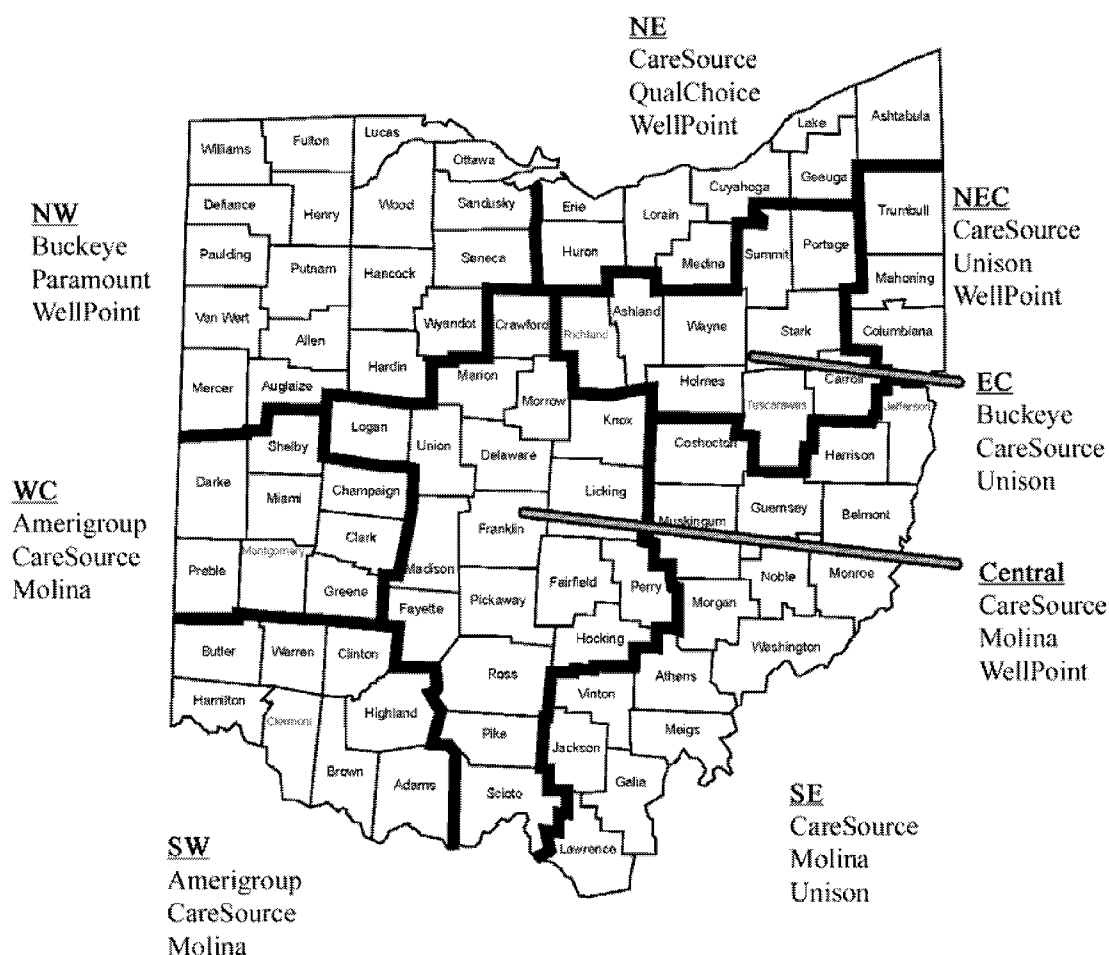 NE
CareSource
QualChoice
WellPoint
NW
Buckeye
Paramount
WellPoint
NEC
CareSource
Unison
WellPoint
EC
Buckeye
CareSource
Unison
WC
Amerigroup
CareSource
Molina
Central
CareSource
Molina
WellPoint
SE
CareSource
Molina
Unison
SW
Amerigroup
CareSource
Molina
Williams
Fulton
Lucas
Ottawa
Lake
Ashtabula
Geauga
Cuyahoga
Defiance
Henry
Wood
Sandusky
Erie
Lorain
Trumbull
Paulding
Putnam
Hancock
Seneca
Huron
Medina
Summit
Portage
Mahoning
Van Wert
Allen
Wyandot
Crawford
Richland
Ashland
Wayne
Stark
Columbiana
Mercer
Auglaize
Hardin
Marion
Morrow
Holmes
Tuscarawas
Carroll
Jefferson
Shelby
Logan
Union
Delaware
Knox
Coshocton
Harrison
Darke
Miami
Champaign
Clark
Franklin
Licking
Muskingum
Guernsey
Belmont
Preble
Montgomery
Greene
Madison
Fayette
Pickaway
Fairfield
Perry
Morgan
Noble
Monroe
Butler
Warren
Clinton
Ross
Hocking
Athens
Washington
Hamilton
Clermont
Highland
Pike
Vinton
Meigs
Brown
Adams
Scioto
Jackson
Gallia
Lawrence